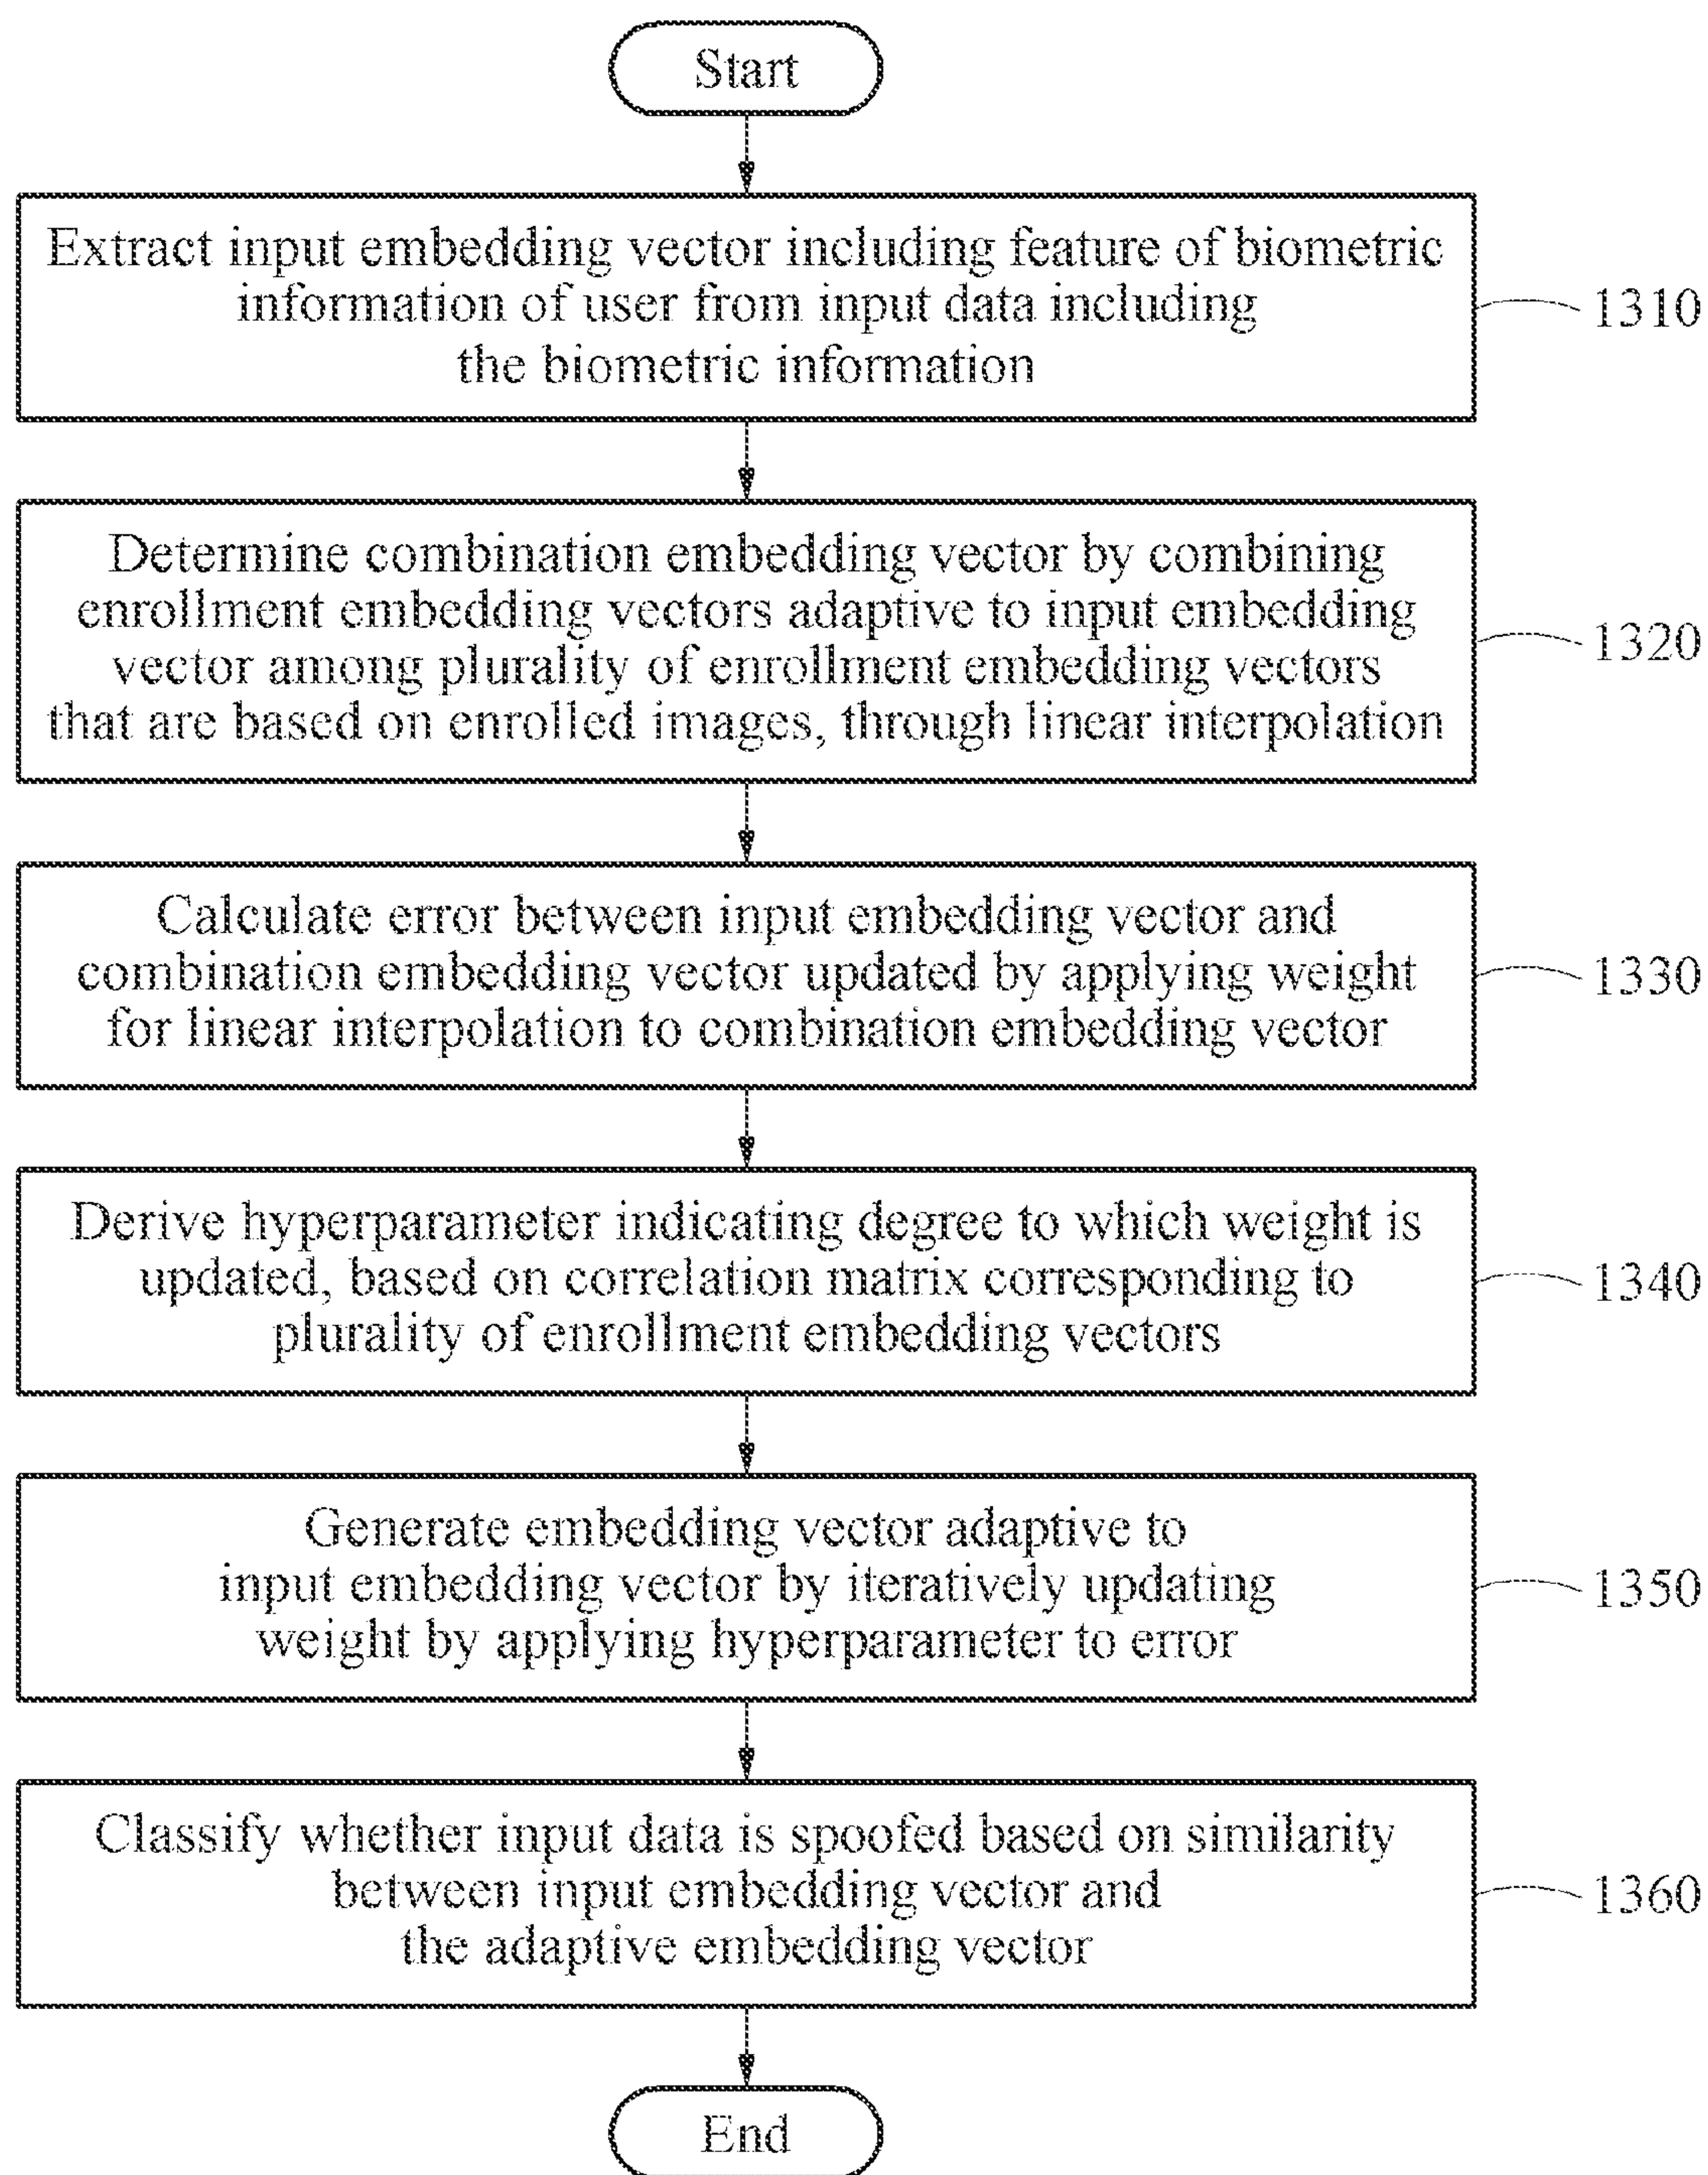 Start
Extract input embedding vector including feature of biometric
information of user from input data including
the biometric information
1310
Determine combination embedding vector by combining
enrollment embedding vectors adaptive to input embedding
vector among plurality of enrollment embedding vectors
that are based on enrolled images, through linear interpolation
1320
Calculate error between input embedding vector and
combination embedding vector updated by applying weight
for linear interpolation to combination embedding vector
1330
Derive hyperparameter indicating degree to which weight is
updated, based on correlation matrix corresponding to
plurality of enrollment embedding vectors
1340
Generate embedding vector adaptive to
input embedding vector by iteratively updating
weight by applying hyperparameter to error
1350
Classify whether input data is spoofed based on similarity
between input embedding vector and
the adaptive embedding vector
1360
End